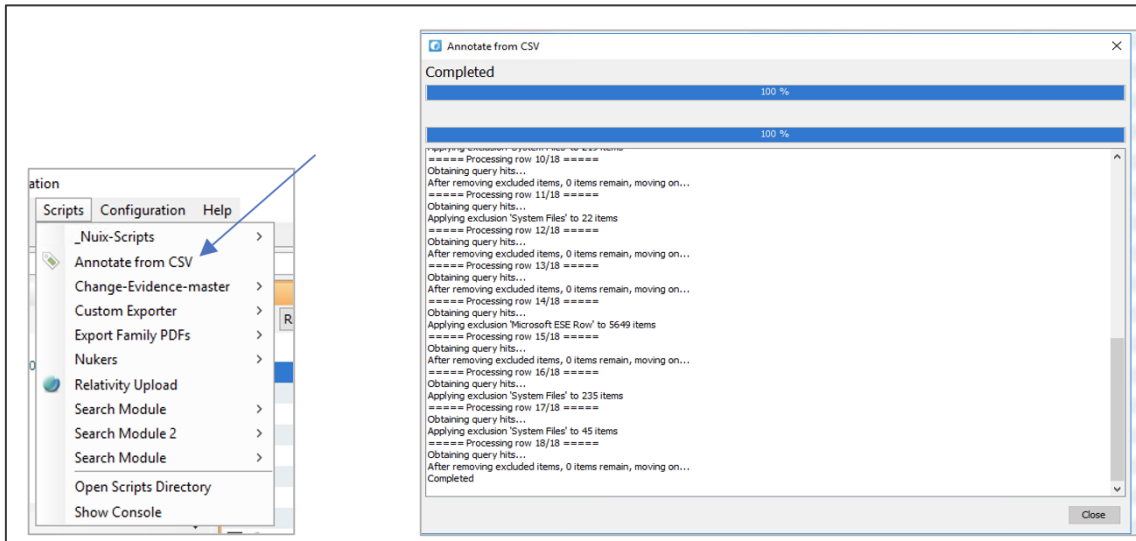 ation
Scripts Configuration Help
_Nuix-Scripts
Annotate from CSV
Change-Evidence-master
Custom Exporter
Export Family PDFs
Nukers
Relativity Upload
Search Module
Search Module 2
Search Module
Open Scripts Directory
Show Console
R
0
Annotate from CSV
Completed
100 %
100 %
Applying exclusion 'System Files' to 219 items
===== Processing row 10/18 =====
Obtaining query hits...
After removing excluded items, 0 items remain, moving on...
===== Processing row 11/18 =====
Obtaining query hits...
Applying exclusion 'System Files' to 22 items
===== Processing row 12/18 =====
Obtaining query hits...
After removing excluded items, 0 items remain, moving on...
===== Processing row 13/18 =====
Obtaining query hits...
After removing excluded items, 0 items remain, moving on...
===== Processing row 14/18 =====
Obtaining query hits...
Applying exclusion 'Microsoft ESE Row' to 5649 items
===== Processing row 15/18 =====
Obtaining query hits...
After removing excluded items, 0 items remain, moving on...
===== Processing row 16/18 =====
Obtaining query hits...
Applying exclusion 'System Files' to 235 items
===== Processing row 17/18 =====
Obtaining query hits...
Applying exclusion 'System Files' to 45 items
===== Processing row 18/18 =====
Obtaining query hits...
After removing excluded items, 0 items remain, moving on...
Completed
Close